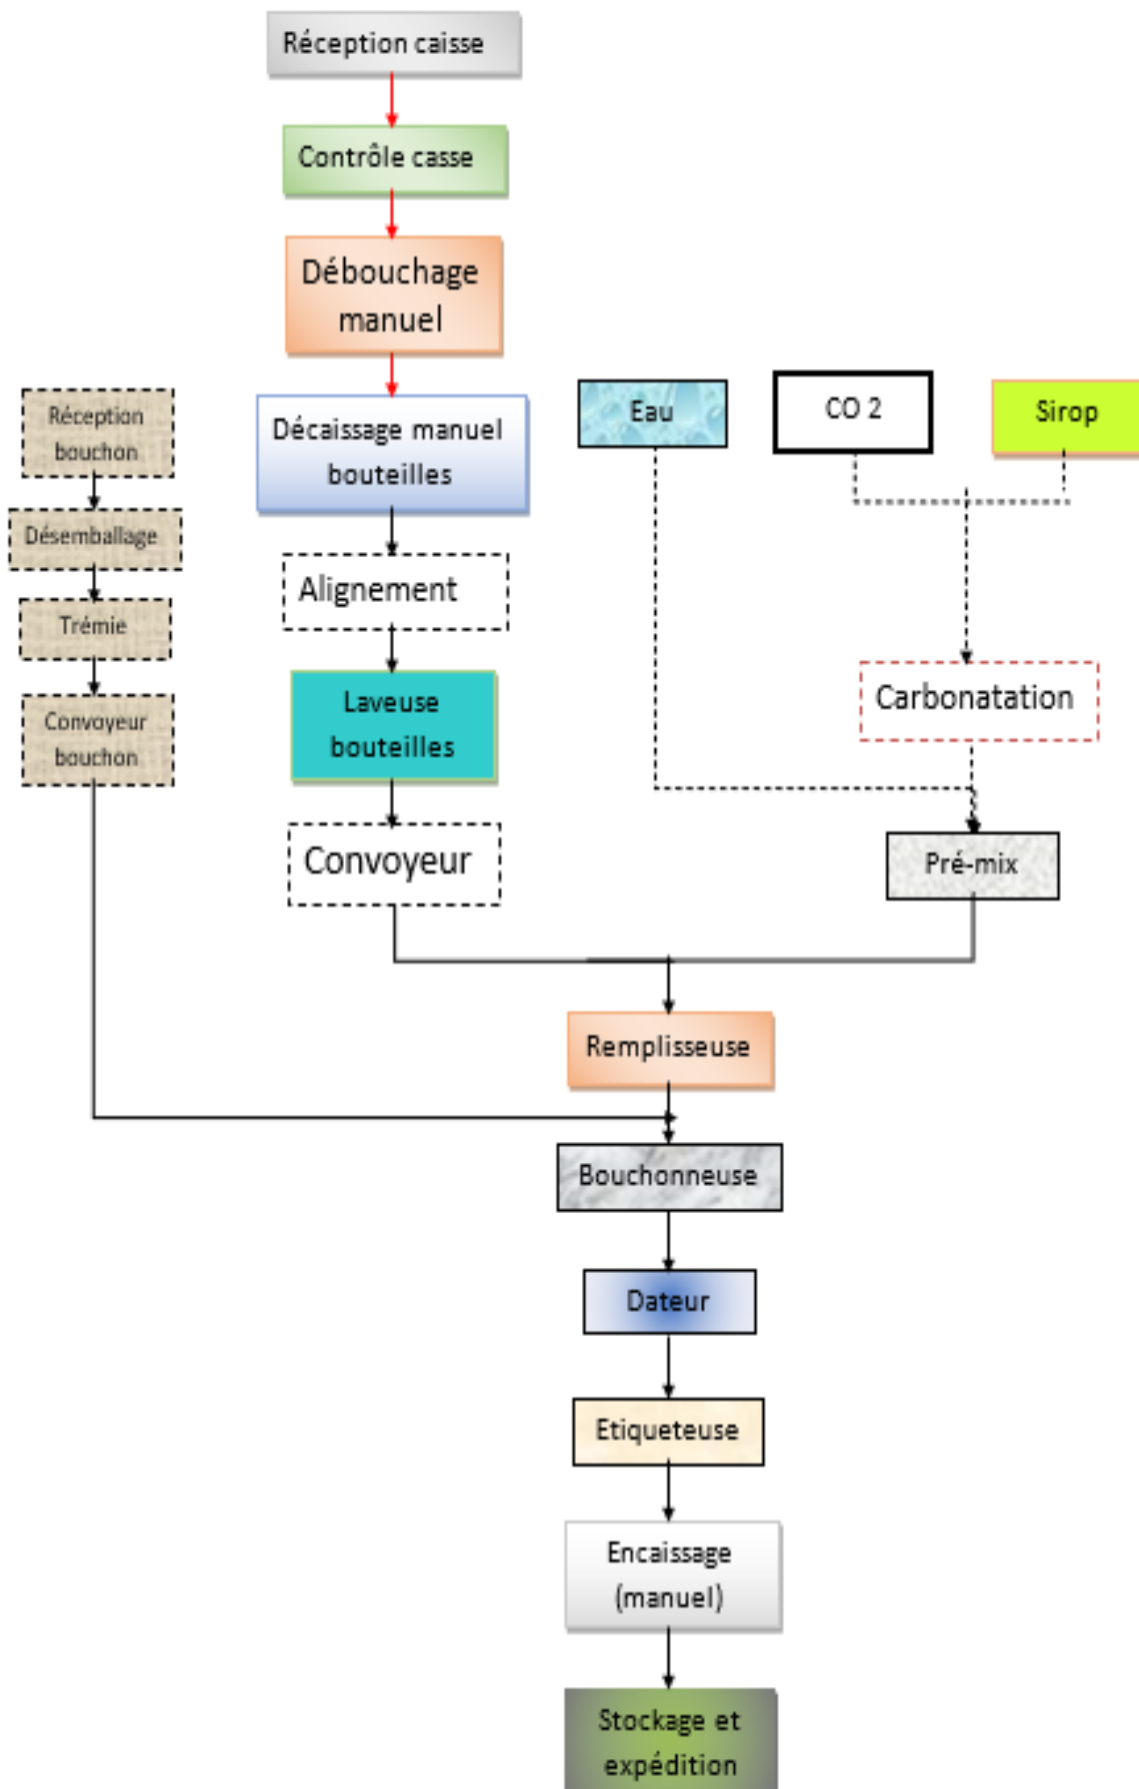 Réception caisse
Contrôle casse
Débouchage
manuel
Décaissage manuel
bouteilles
Alignement
Laveuse
bouteilles
Convoyeur
Réception
bouchon
Désemballage
Trémie
Convoyeur
bouchon
Eau
CO 2
Sirop
Carbonatation
Pré-mix
Remplisseuse
Bouchonneuse
Dateur
Etiqueteuse
Encaissage
(manuel)
Stockage et
expédition